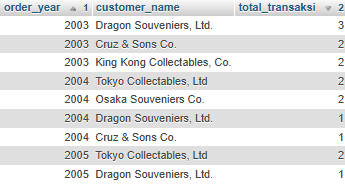 order_year 1 customer_name total_transaksi 2
2003 Dragon Souveniers, Ltd. 3
2003 Cruz & Sons Co. 2
2003 King Kong Collectables, Co. 2
2004 Tokyo Collectables, Ltd 2
2004 Osaka Souveniers Co. 2
2004 Dragon Souveniers, Ltd. 1
2004 Cruz & Sons Co. 1
2005 Tokyo Collectables, Ltd 2
2005 Dragon Souveniers, Ltd. 1